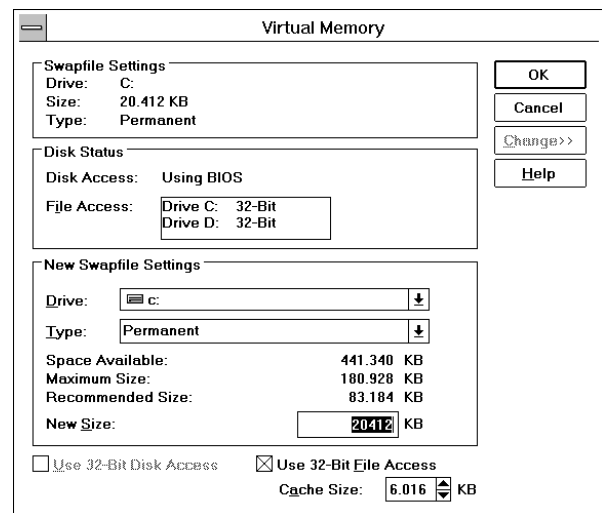 Virtual Memory
Swapfile Settings
Drive: C:
Size: 20.412 KB
Type: Permanent
OK
Cancel
Change>>
Help
Disk Status
Disk Access: Using BIOS
File Access: Drive C: 32-Bit
Drive D: 32-Bit
New Swapfile Settings
Drive: c:
Type: Permanent
Space Available: 441.340 KB
Maximum Size: 180.928 KB
Recommended Size: 83.184 KB
New Size: 20412 KB
Use 32-Bit Disk Access Use 32-Bit File Access
Cache Size: 6.016 KB